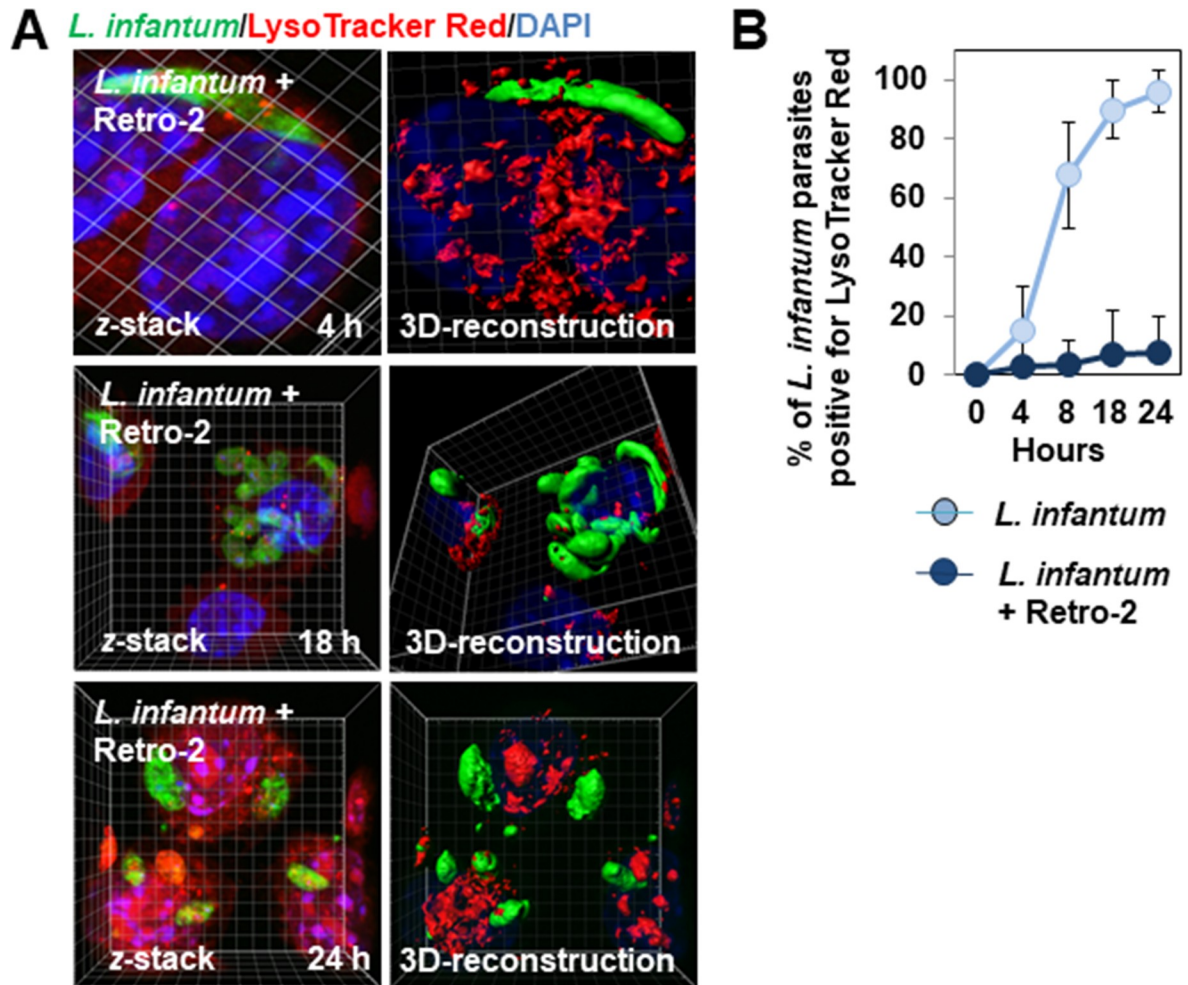 A L. infantum/LysoTracker Red/DAPI
L. infantum +
Retro-2
z-stack 4 h
3D-reconstruction
L. infantum +
Retro-2
z-stack 18 h
3D-reconstruction
L. infantum +
Retro-2
z-stack 24 h
3D-reconstruction
B
% of L. infantum parasites
positive for LysoTracker Red
100
80
60
40
20
0
0 4 8 18 24
Hours
L. infantum
L. infantum
+ Retro-2